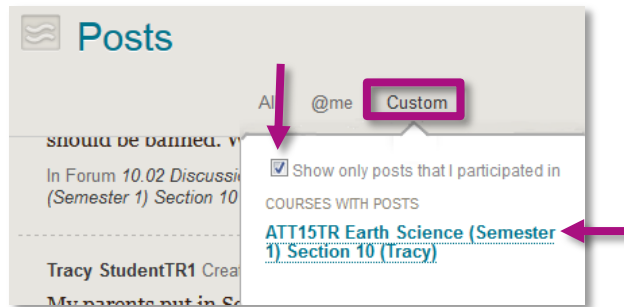 Posts
All @me Custom
should be banned. W
In Forum 10.02 Discussi
(Semester 1) Section 10
Show only posts that I participated in
COURSES WITH POSTS
ATT15TR Earth Science (Semester
1) Section 10 (Tracy)
Tracy StudentTR1 Crea
My parents put in Se